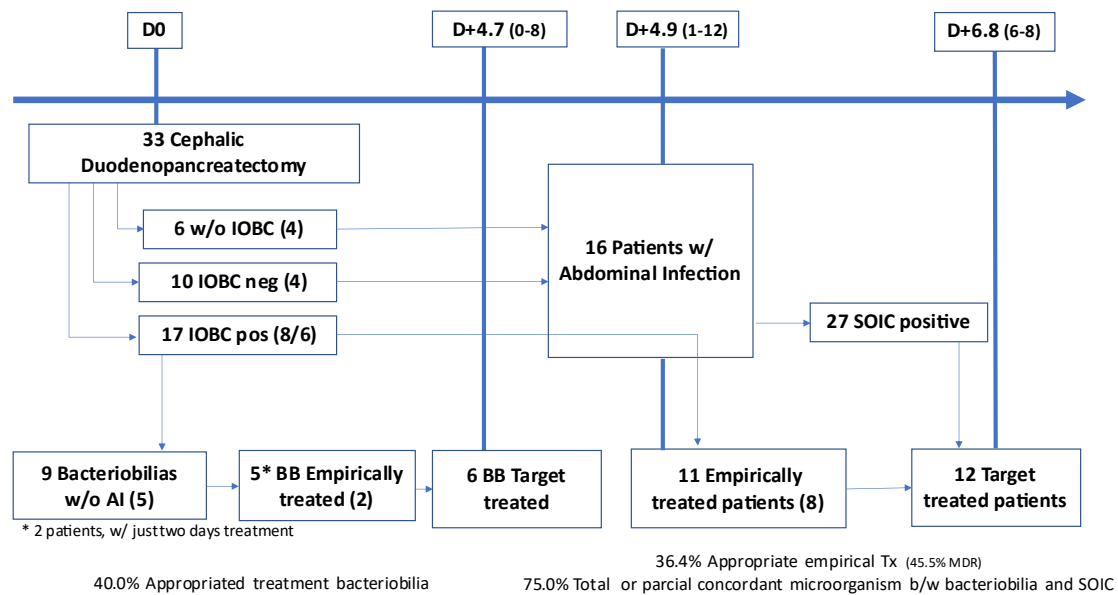 D0
D+4.7 (0-8)
D+4.9 (1-12)
D+6.8 (6-8)
33 Cephalic
Duodenopancreatectomy
6 w/o IOBC (4)
10 IOBC neg (4)
17 IOBC pos (8/6)
16 Patients w/
Abdominal Infection
27 SOIC positive
9 Bacteriobilias
w/o AI (5)
5* BB Empirically
treated (2)
6 BB Target
treated
11 Empirically
treated patients (8)
12 Target
treated patients
* 2 patients, w/ just two days treatment
36.4% Appropriate empirical Tx (45.5% MDR)
40.0% Appropriated treatment bacteriobilia
75.0% Total or parcial concordant microorganism b/w bacteriobilia and SOIC